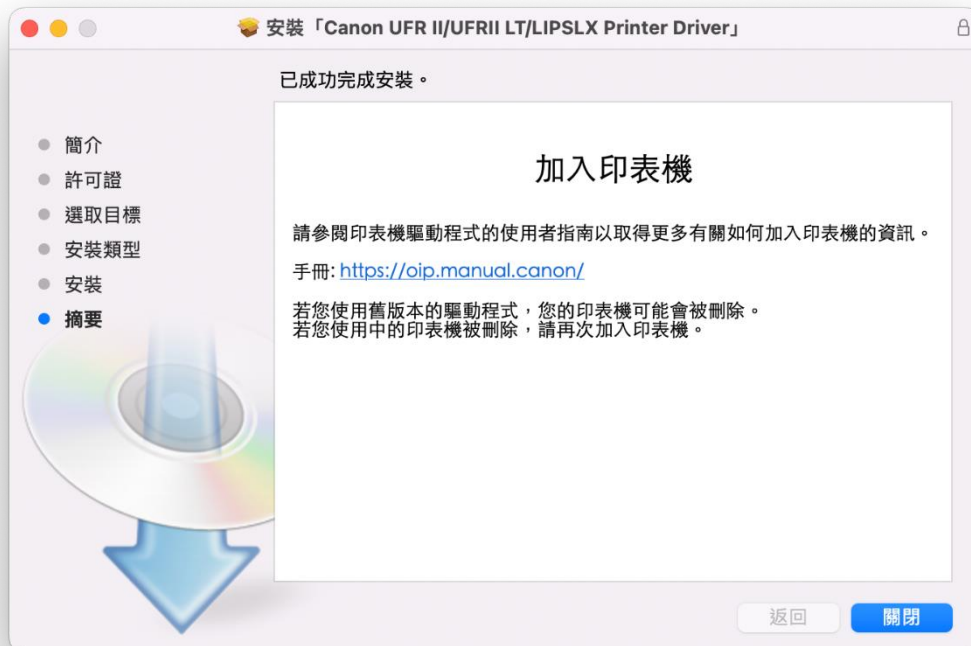 安裝「Canon UFR II/UFRII LT/LIPSLX Printer Driver」
已成功完成安裝。
簡介
許可證
選取目標
安裝類型
安裝
摘要
加入印表機
請參閱印表機驅動程式的使用者指南以取得更多有關如何加入印表機的資訊。
手冊: https://oip.manual.canon/
若您使用舊版本的驅動程式，您的印表機可能會被刪除。
若您使用中的印表機被刪除，請再次加入印表機。
返回
關閉